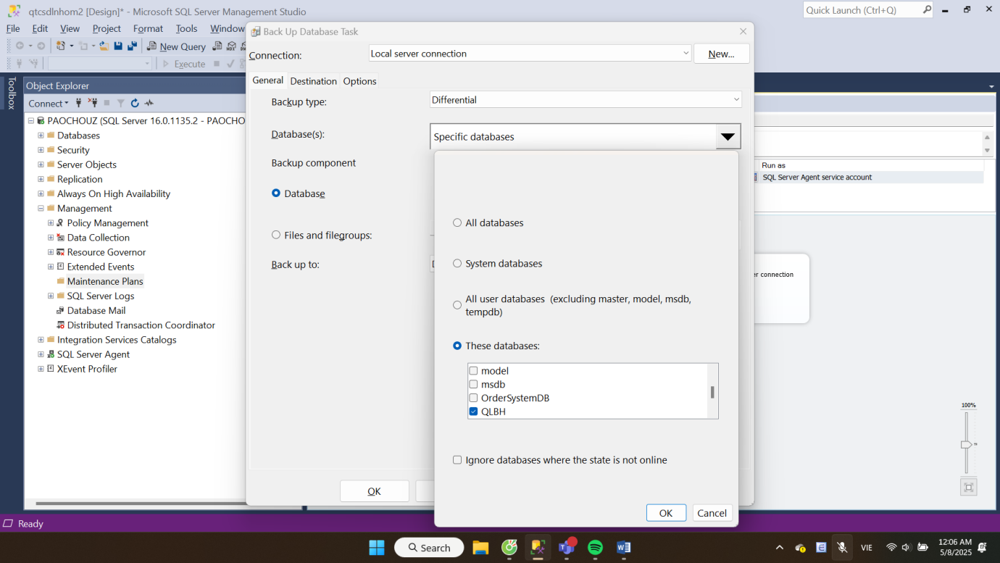 qtcsdlnhom2 [Design]* - Microsoft SQL Server Management Studio
Quick Launch (Ctrl+Q)
File Edit View Project Format Tools Window
New Query
Execute
Toolbox
Object Explorer
Connect
PAOCHOUZ (SQL Server 16.0.1135.2 - PAOCHO
Databases
Security
Server Objects
Replication
Always On High Availability
Management
Policy Management
Data Collection
Resource Governor
Extended Events
Maintenance Plans
SQL Server Logs
Database Mail
Distributed Transaction Coordinator
Integration Services Catalogs
SQL Server Agent
XEvent Profiler
Back Up Database Task
Connection:
Local server connection
New...
General Destination Options
Backup type:
Differential
Database(s):
Specific databases
Backup component
Database
Files and filegroups:
Back up to:
OK
All databases
System databases
All user databases (excluding master, model, msdb,
tempdb)
These databases:
model
msdb
OrderSystemDB
QLBH
Ignore databases where the state is not online
OK Cancel
Run as
SQL Server Agent service account
er connection
100%
Ready
Search
VIE
12:06 AM
5/8/2025